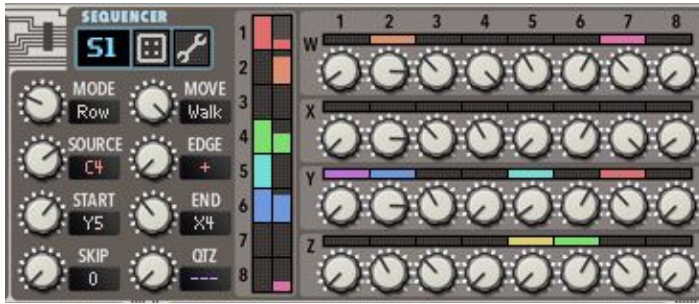 SEQUENCER
S1
MODE MOVE
Row Walk
SOURCE EDGE
C4 +
START END
Y5 X4
SKIP QTZ
0 ---
1
2
3
4
5
6
7
8
1 2 3 4 5 6 7 8
W
X
Y
Z